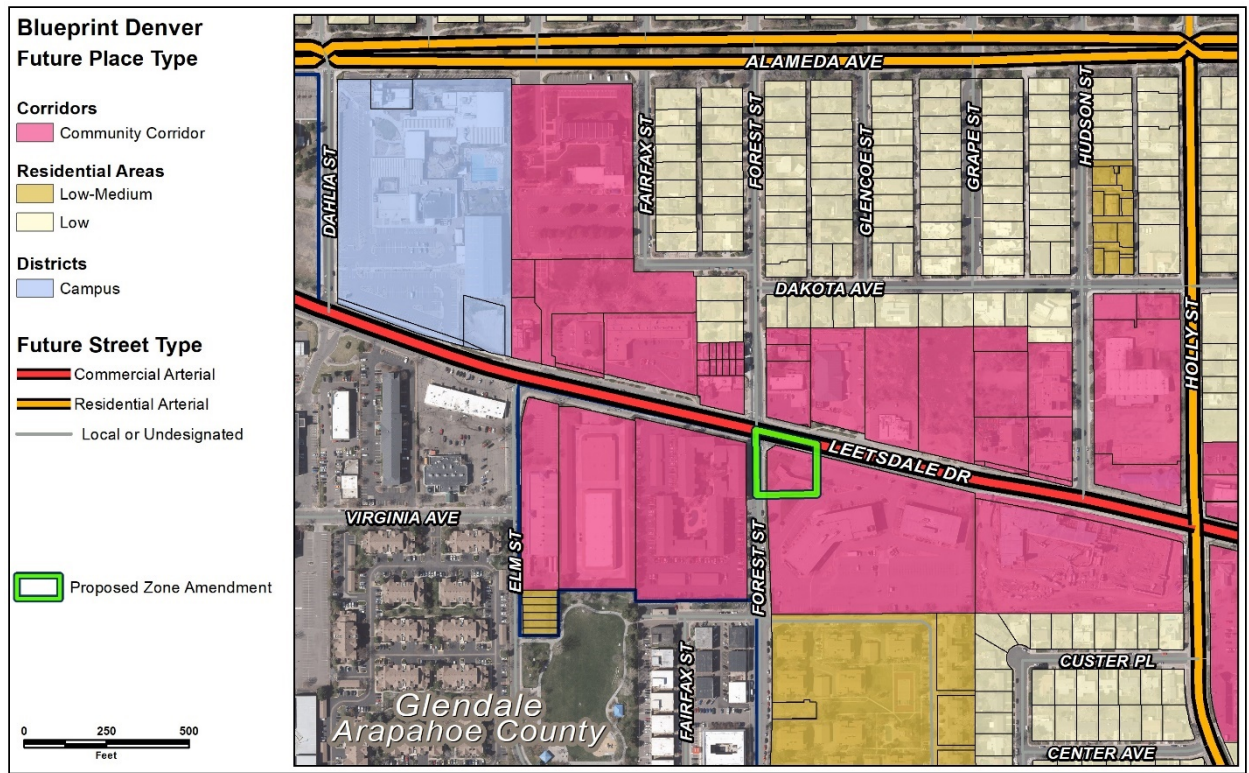 Blueprint Denver
Future Place Type
Corridors
Community Corridor
Residential Areas
Low-Medium
Low
Districts
Campus
Future Street Type
Commercial Arterial
Residential Arterial
Local or Undesignated
Proposed Zone Amendment
0 250 500
Feet
ALAMEDA AVE
DAHLIA ST
FAIRFAX ST
FOREST ST
GLENCOE ST
GRAPE ST
HUDSON ST
DAKOTA AVE
HOLLY ST
LEETSDALE DR
VIRGINIA AVE
ELM ST
FOREST ST
FAIRFAX ST
CUSTER PL
CENTER AVE
Glendale
Arapahoe County